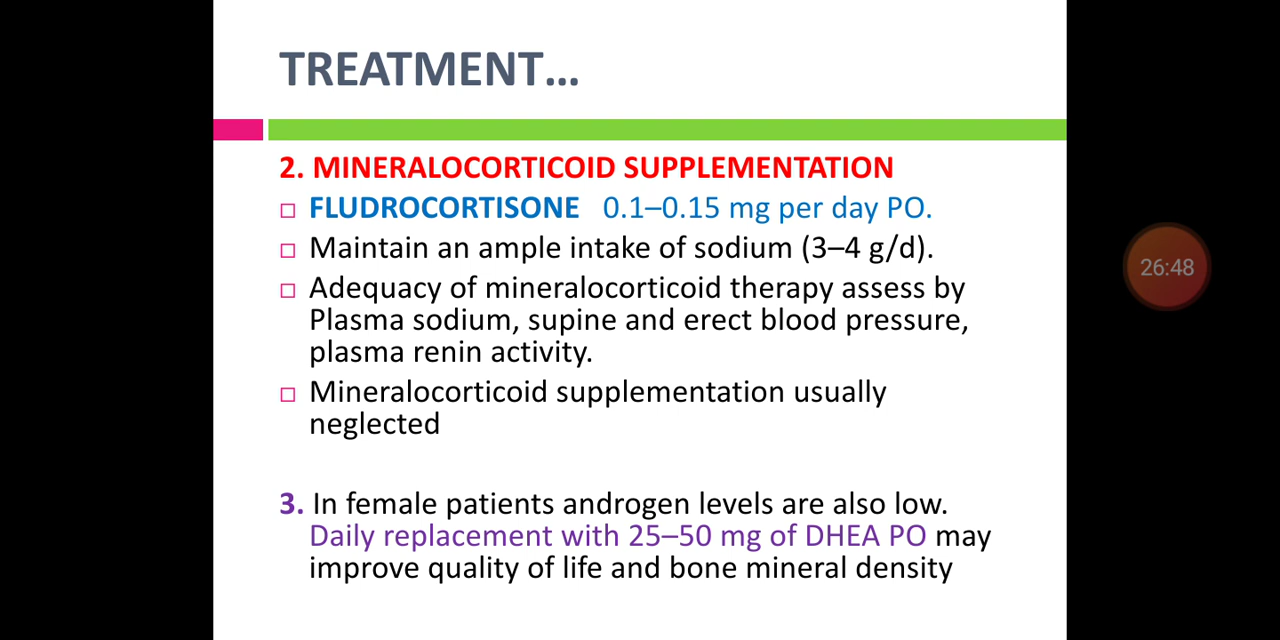 TREATMENT…
2. MINERALOCORTICOID SUPPLEMENTATION
FLUDROCORTISONE 0.1–0.15 mg per day PO.
Maintain an ample intake of sodium (3–4 g/d).
Adequacy of mineralocorticoid therapy assess by
Plasma sodium, supine and erect blood pressure,
plasma renin activity.
Mineralocorticoid supplementation usually
neglected
3. In female patients androgen levels are also low.
Daily replacement with 25–50 mg of DHEA PO may
improve quality of life and bone mineral density
26:48